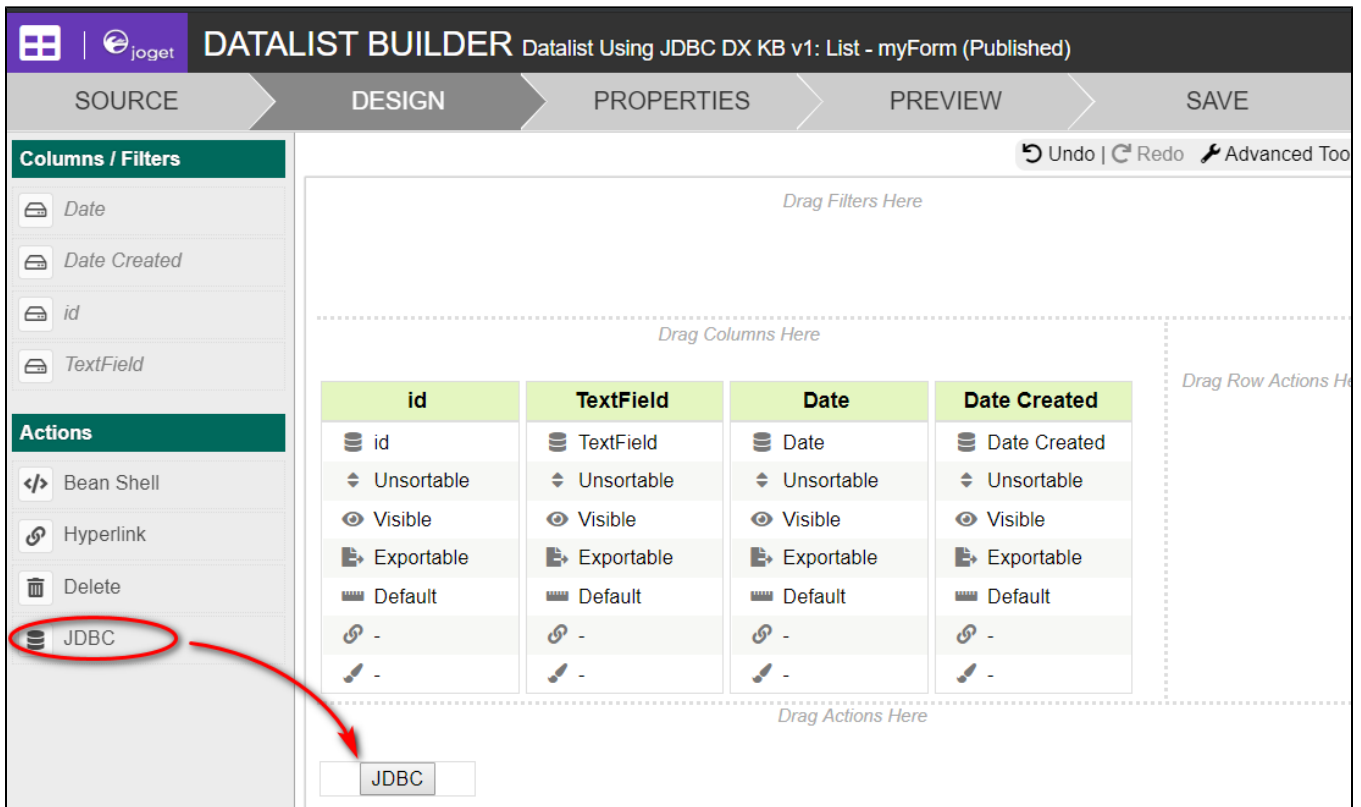 joget DATALIST BUILDER Datalist Using JDBC DX KB v1: List - myForm (Published)
SOURCE DESIGN PROPERTIES PREVIEW SAVE
Columns / Filters
Date
Date Created
id
TextField
Actions
Bean Shell
Hyperlink
Delete
JDBC
Undo | Redo Advanced Too
Drag Filters Here
Drag Columns Here
Drag Row Actions He
id TextField Date Date Created
id TextField Date Date Created
Unsortable Unsortable Unsortable Unsortable
Visible Visible Visible Visible
Exportable Exportable Exportable Exportable
Default Default Default Default
- - - -
- - - -
Drag Actions Here
JDBC